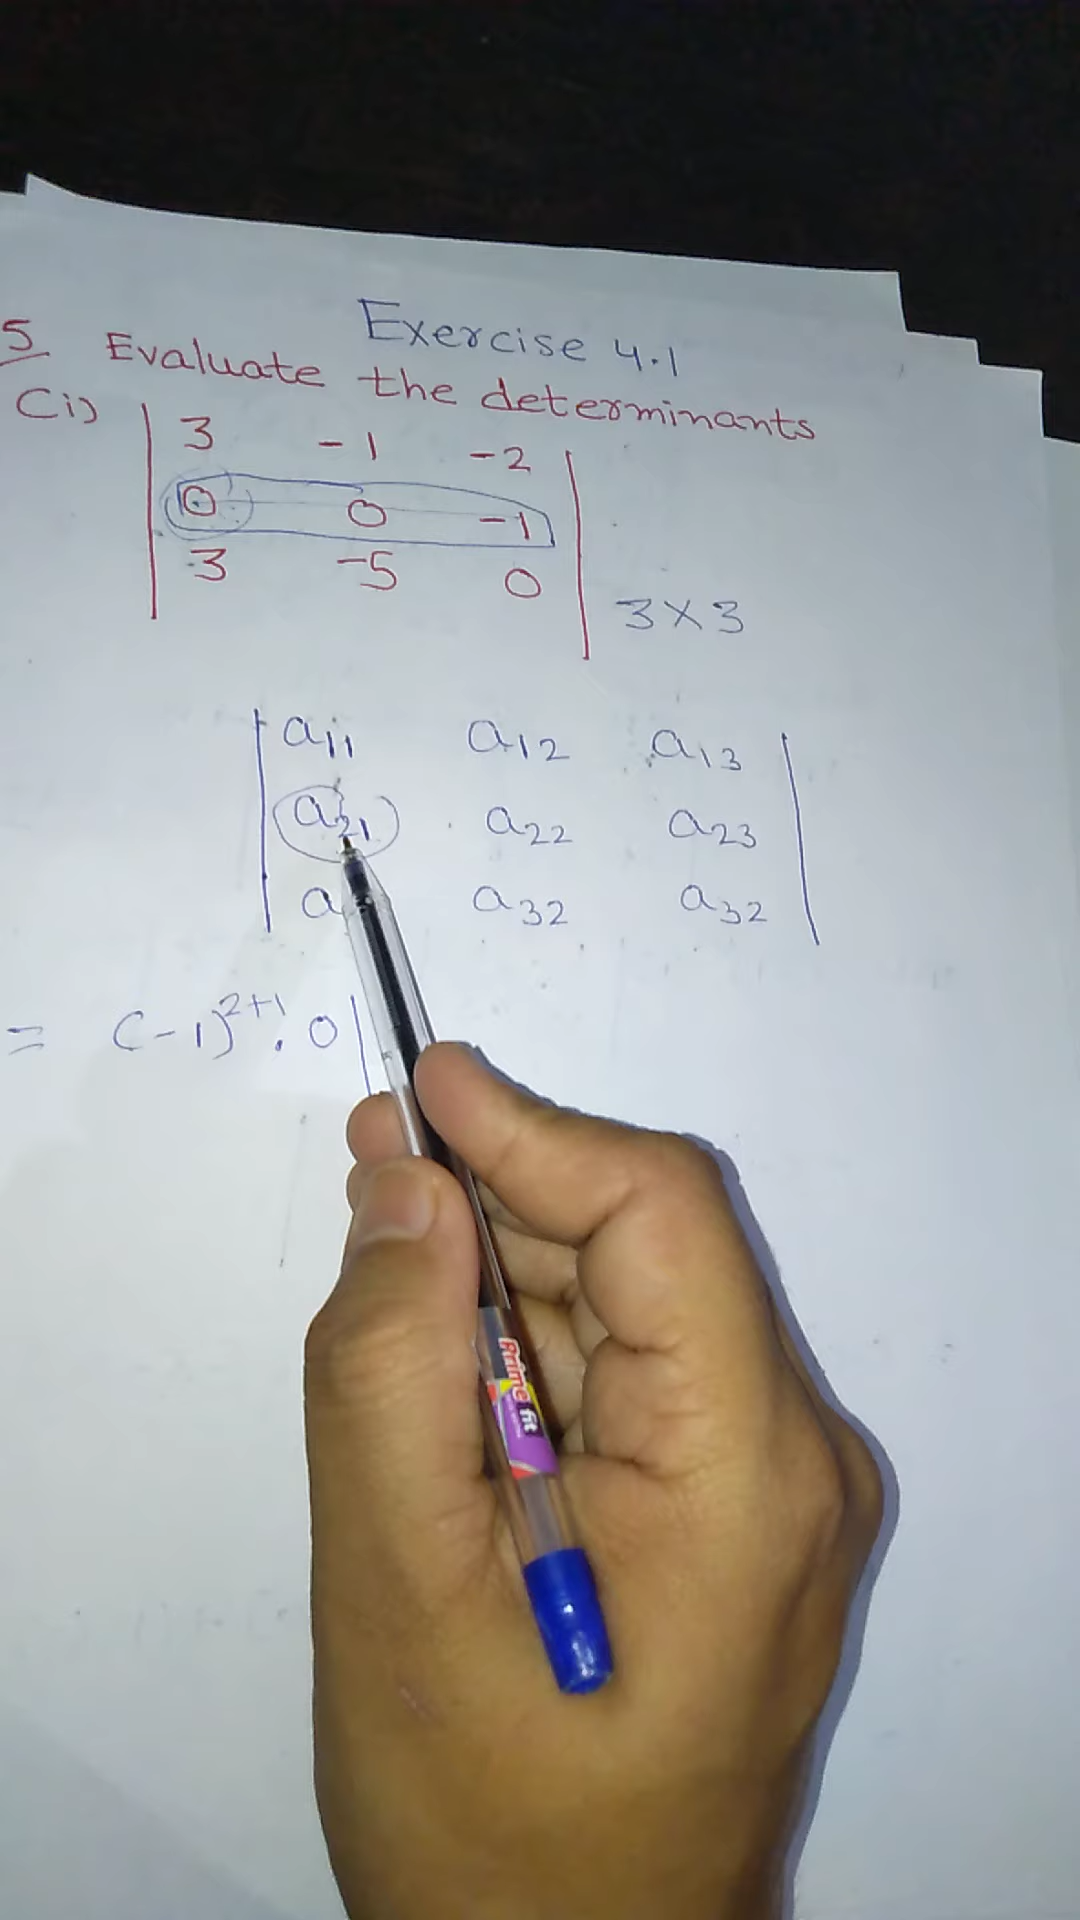 Exercise 4.1
5 Evaluate the determinants
(i) | 3 -1 -2 |
| 0 0 -1 |
| 3 -5 0 | 3×3
| a11 a12 a13 |
| a21 a22 a23 |
| a a32 a32 |
= (-1)^2+1 . 0 |
Prime fit